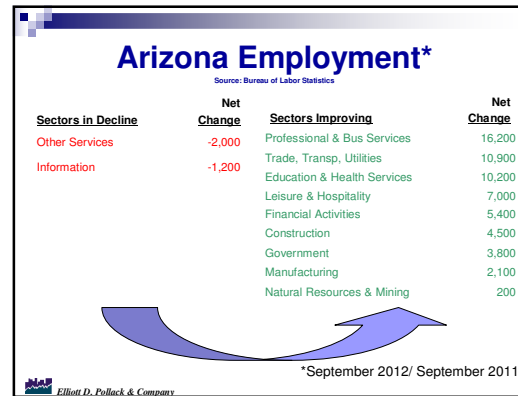 Arizona Employment*
Source: Bureau of Labor Statistics
Sectors in Decline Net Change
Other Services -2,000
Information -1,200
Sectors Improving Net Change
Professional & Bus Services 16,200
Trade, Transp, Utilities 10,900
Education & Health Services 10,200
Leisure & Hospitality 7,000
Financial Activities 5,400
Construction 4,500
Government 3,800
Manufacturing 2,100
Natural Resources & Mining 200
*September 2012/ September 2011
Elliott D. Pollack & Company